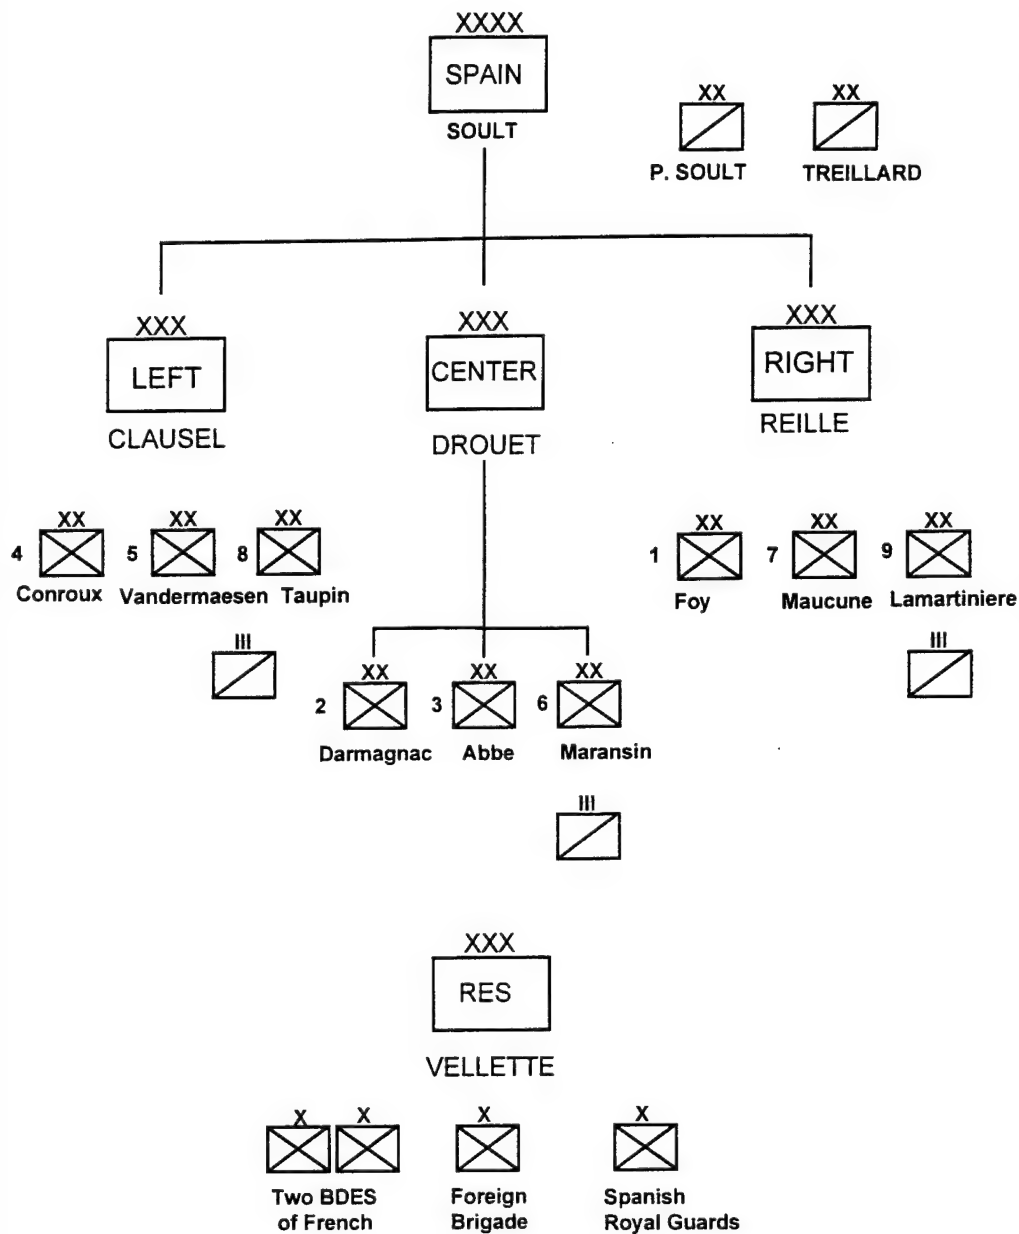 XXXX
SPAIN
SOULT
XX XX
P. SOULT TREILLARD
XXX XXX XXX
LEFT CENTER RIGHT
CLAUSEL DROUET REILLE
XX XX XX
4 5 8
Conroux Vandermaesen Taupin
XX XX XX
1 7 9
Foy Maucune Lamartiniere
III
III
XX XX XX
2 3 6
Darmagnac Abbe Maransin
III
XXX
RES
VELLETTE
X X X X
Two BDES Foreign Spanish
of French Brigade Royal Guards